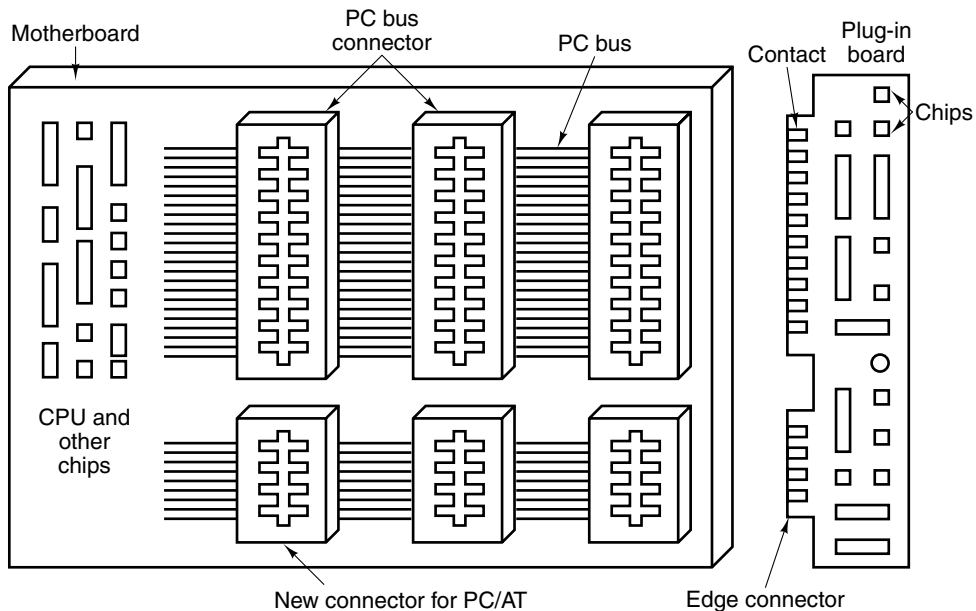 Motherboard
PC bus
connector
PC bus
Contact
Plug-in
board
Chips
CPU and
other
chips
New connector for PC/AT
Edge connector